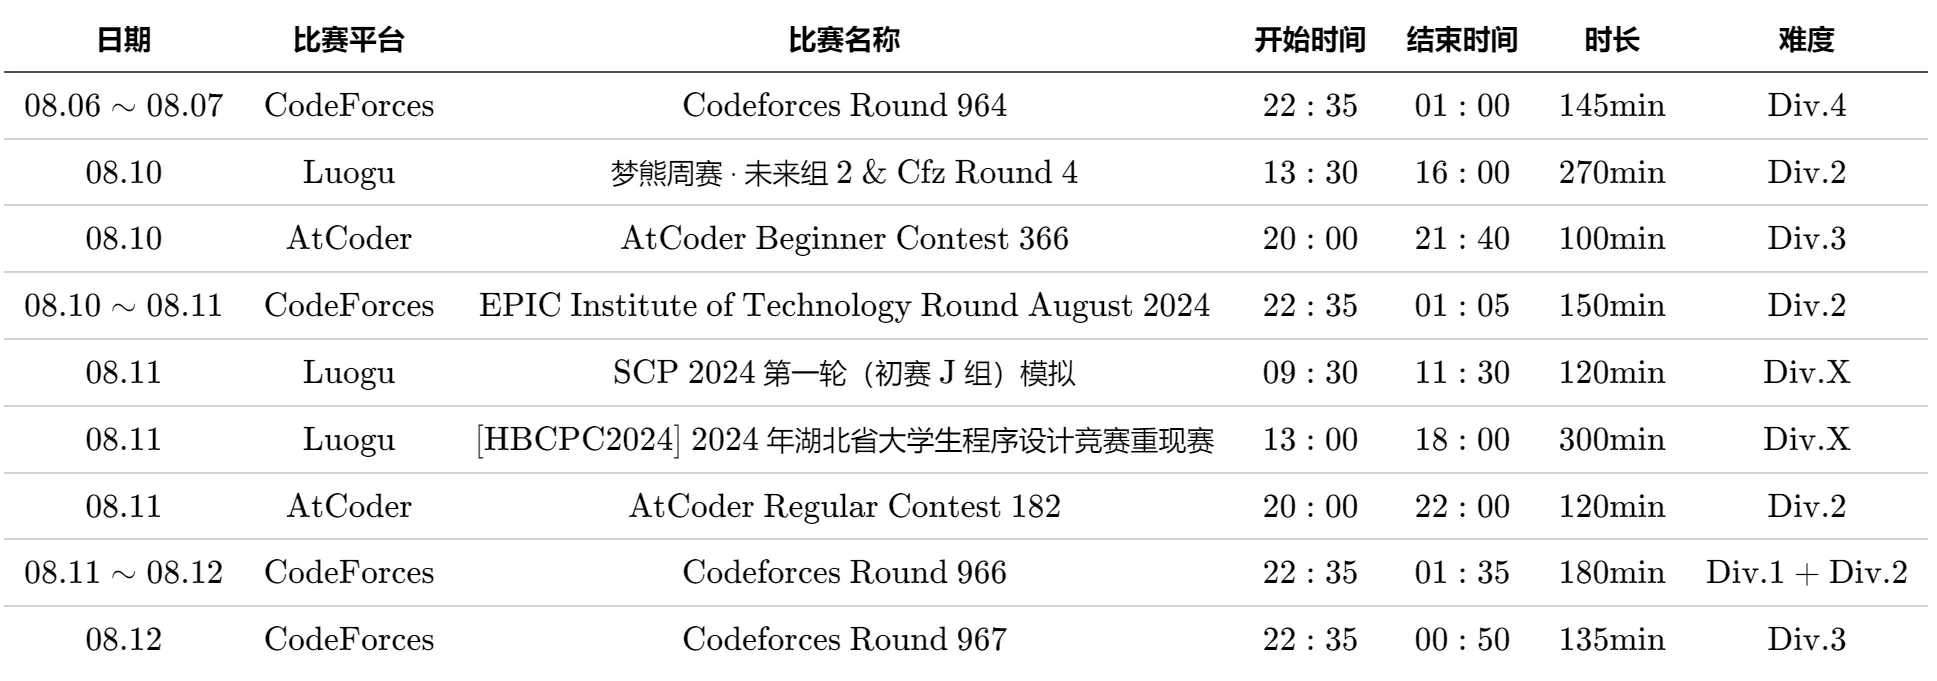 日期 比赛平台 比赛名称 开始时间 结束时间 时长 难度
08.06 ∼ 08.07 CodeForces Codeforces Round 964 22 : 35 01 : 00 145min Div.4
08.10 Luogu 梦熊周赛 · 未来组 2 & Cfz Round 4 13 : 30 16 : 00 270min Div.2
08.10 AtCoder AtCoder Beginner Contest 366 20 : 00 21 : 40 100min Div.3
08.10 ∼ 08.11 CodeForces EPIC Institute of Technology Round August 2024 22 : 35 01 : 05 150min Div.2
08.11 Luogu SCP 2024 第一轮（初赛 J 组）模拟 09 : 30 11 : 30 120min Div.X
08.11 Luogu [HBCPC2024] 2024 年湖北省大学生程序设计竞赛重现赛 13 : 00 18 : 00 300min Div.X
08.11 AtCoder AtCoder Regular Contest 182 20 : 00 22 : 00 120min Div.2
08.11 ∼ 08.12 CodeForces Codeforces Round 966 22 : 35 01 : 35 180min Div.1 + Div.2
08.12 CodeForces Codeforces Round 967 22 : 35 00 : 50 135min Div.3